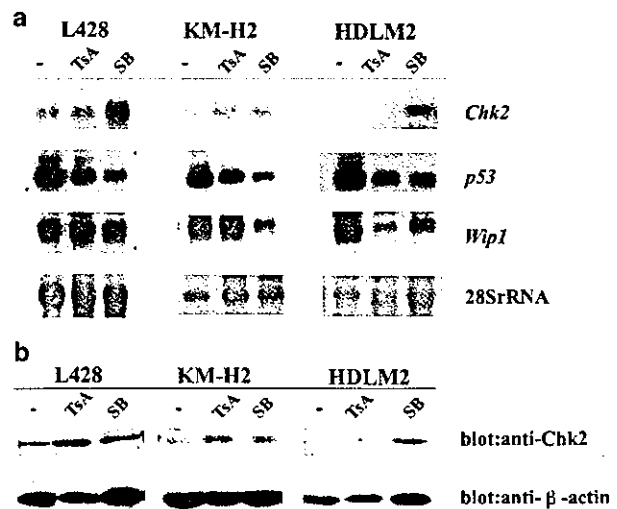 a
L428 KM-H2 HDLM2
- TsA SB - TsA SB - TsA SB
Chk2
p53
Wip1
28SrRNA
b
L428 KM-H2 HDLM2
- TsA SB - TsA SB - TsA SB
blot:anti-Chk2
blot:anti- β -actin